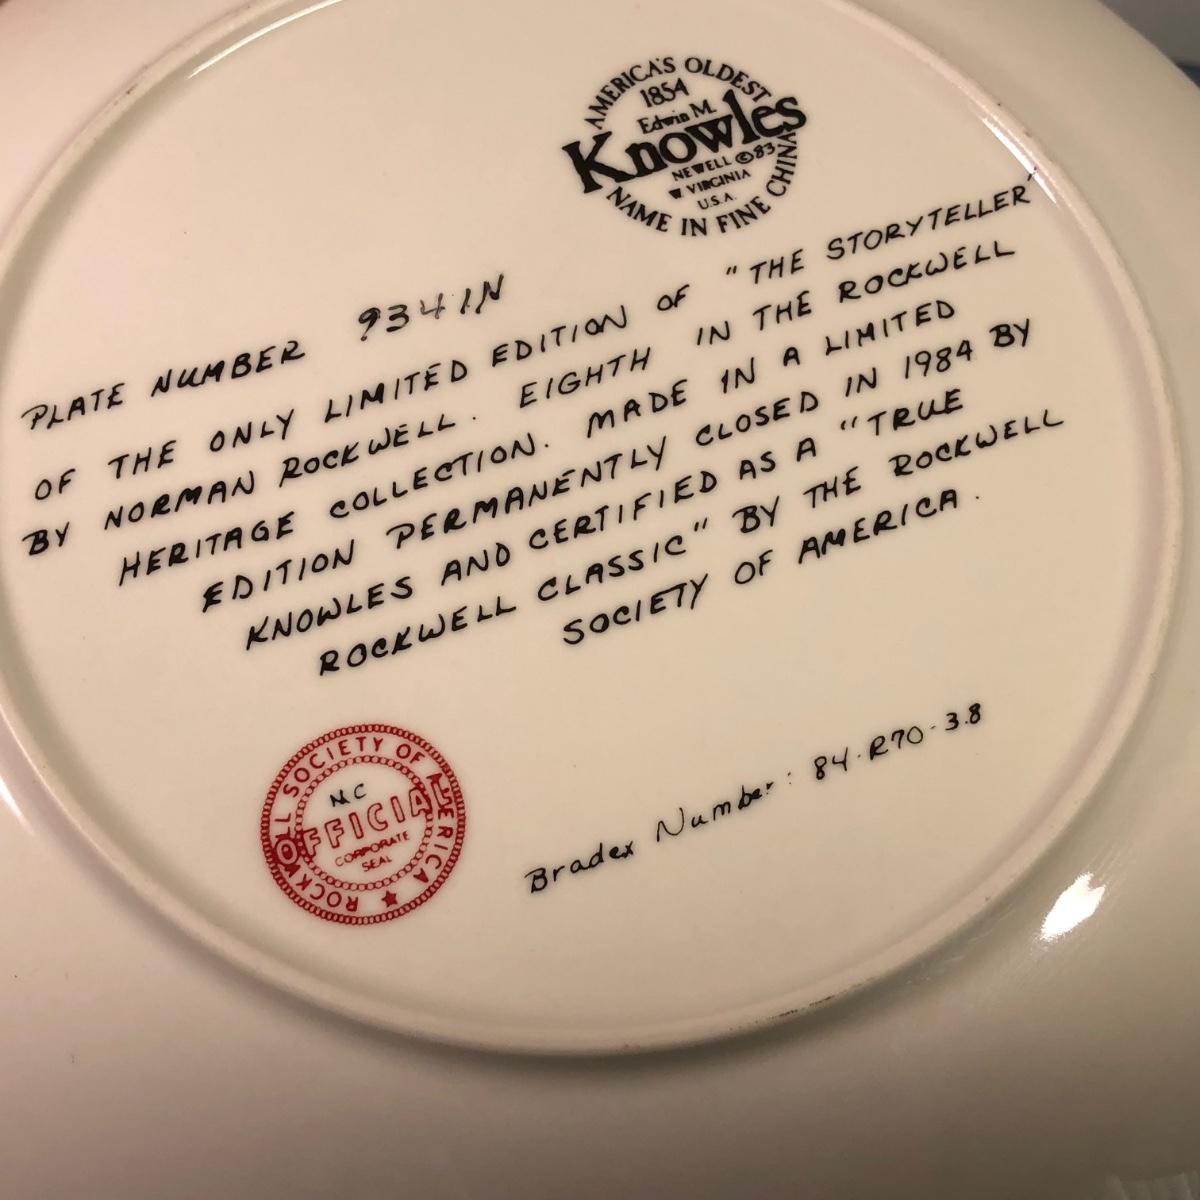 AMERICA'S OLDEST
1854
Edwin M.
Knowles
NEWELL ©83
W VIRGINIA
U.S.A.
NAME IN FINE CHINA
PLATE NUMBER 9341N
OF THE ONLY LIMITED EDITION OF "THE STORYTELLER"
BY NORMAN ROCKWELL. EIGHTH IN THE ROCKWELL
HERITAGE COLLECTION. MADE IN A LIMITED
EDITION PERMANENTLY CLOSED IN 1984 BY
KNOWLES AND CERTIFIED AS A "TRUE
ROCKWELL CLASSIC" BY THE ROCKWELL
SOCIETY OF AMERICA.
ROCKWELL SOCIETY OF AMERICA ★
N.C
OFFICIAL
CORPORATE
SEAL
Bradex Number: 84-R70-3.8